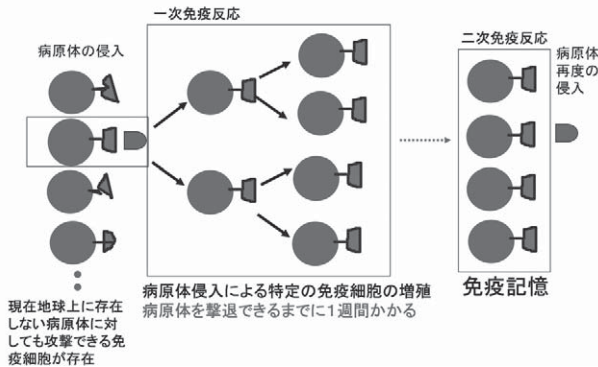 一次免疫反応
二次免疫反応
病原体の侵入
病原体
再度の
侵入
病原体侵入による特定の免疫細胞の増殖
病原体を撃退できるまでに1週間かかる
免疫記憶
現在地球上に存在
しない病原体に対
しても攻撃できる免
疫細胞が存在